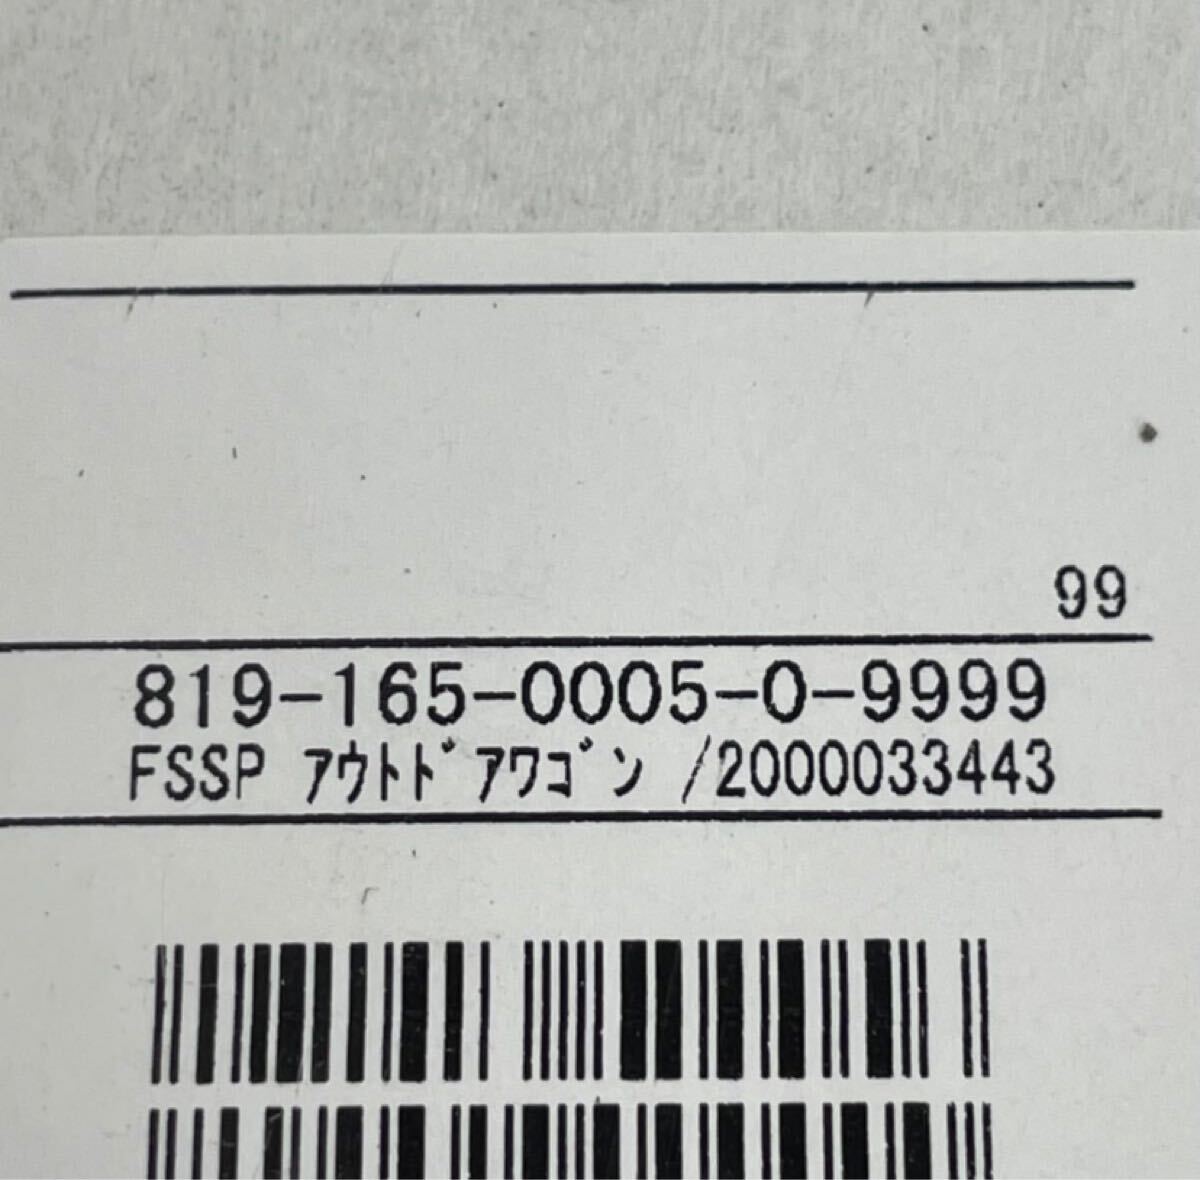 99
819-165-0005-0-9999
FSSP ｱｳﾄﾄﾞｱﾜｺﾞﾝ /2000033443